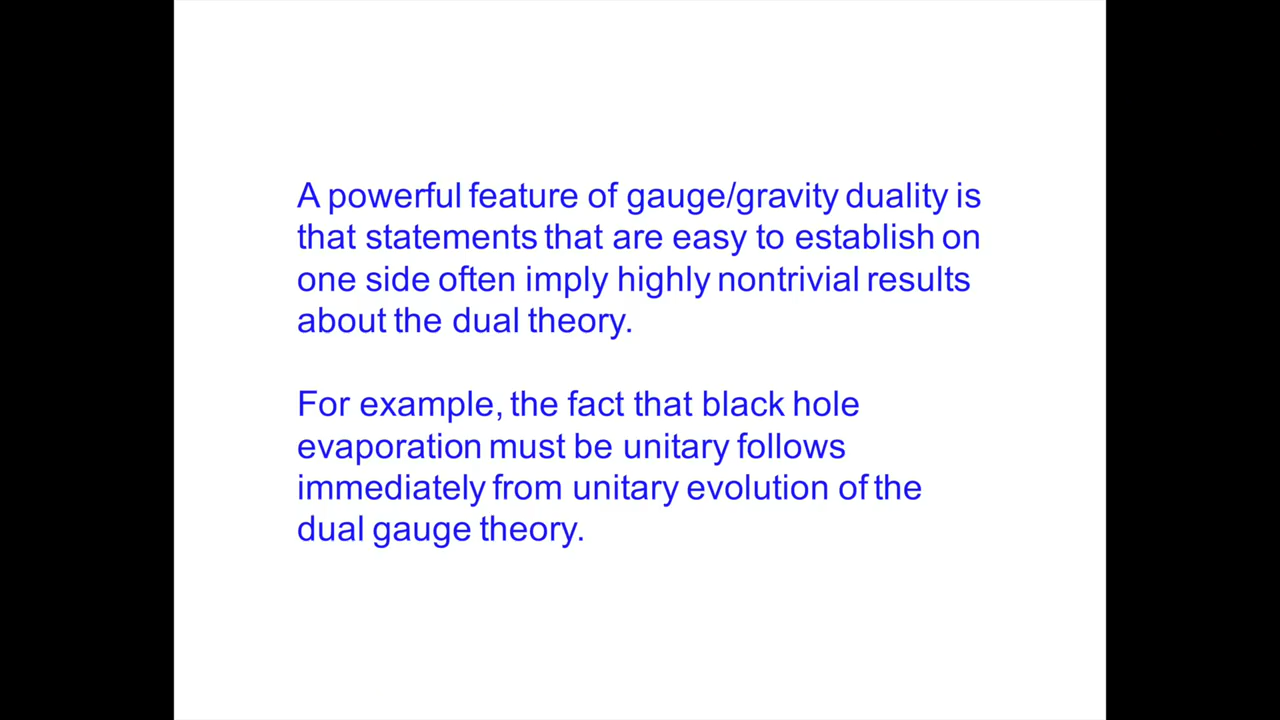 A powerful feature of gauge/gravity duality is
that statements that are easy to establish on
one side often imply highly nontrivial results
about the dual theory.
For example, the fact that black hole
evaporation must be unitary follows
immediately from unitary evolution of the
dual gauge theory.